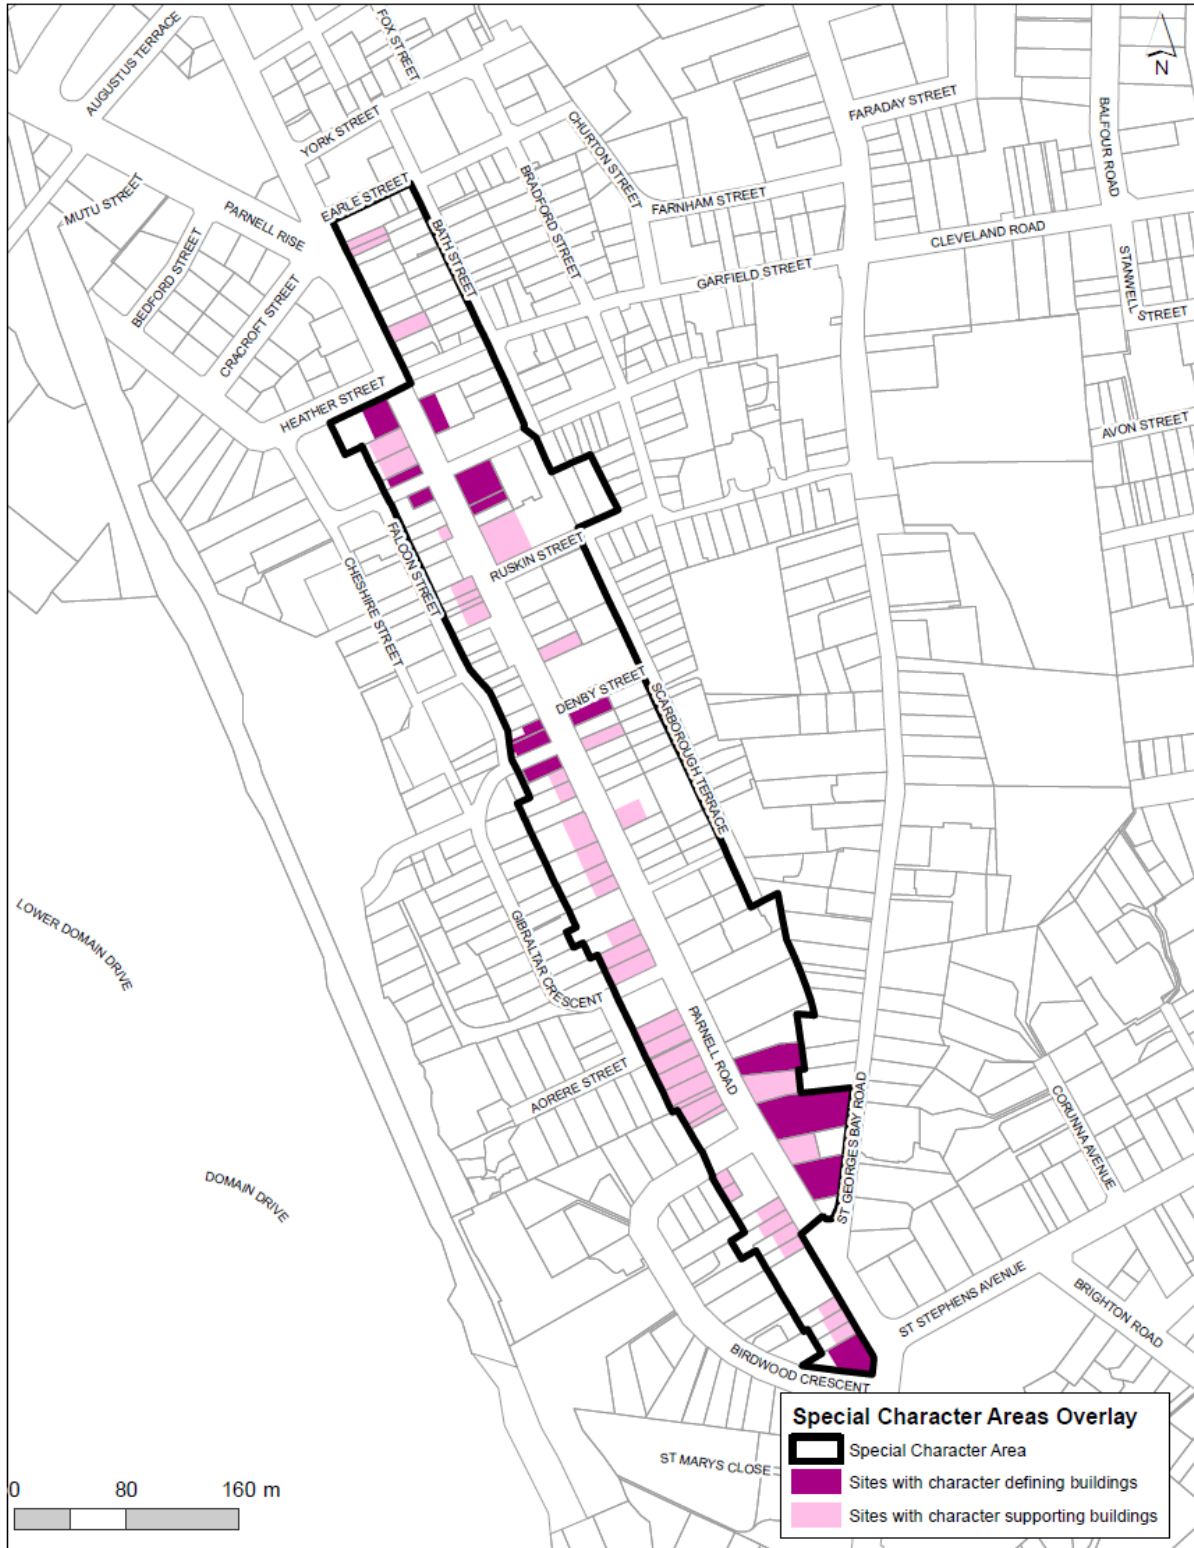 FOX STREET
AUGUSTUS TERRACE
N
FARADAY STREET
BALFOUR ROAD
YORK STREET
CHURTON STREET
BRADFORD STREET
MUTU STREET
EARLE STREET
FARNHAM STREET
PARNELL RISE
BATH STREET
CLEVELAND ROAD
BEDFORD STREET
STANWELL
STREET
GARFIELD STREET
CRACROFT STREET
HEATHER STREET
AVON STREET
FALCON STREET
RUSKIN STREET
CHESHIRE STREET
DENBY STREET
SCARBOROUGH TERRACE
LOWER DOMAIN DRIVE
GIBRALTAR CRESCENT
PARNELL ROAD
AORERE STREET
ST GEORGES BAY ROAD
CORUNNA AVENUE
DOMAIN DRIVE
ST STEPHENS AVENUE
BRIGHTON ROAD
BIRDWOOD CRESCENT
ST MARYS CLOSE
Special Character Areas Overlay
Special Character Area
Sites with character defining buildings
Sites with character supporting buildings
0 80 160 m